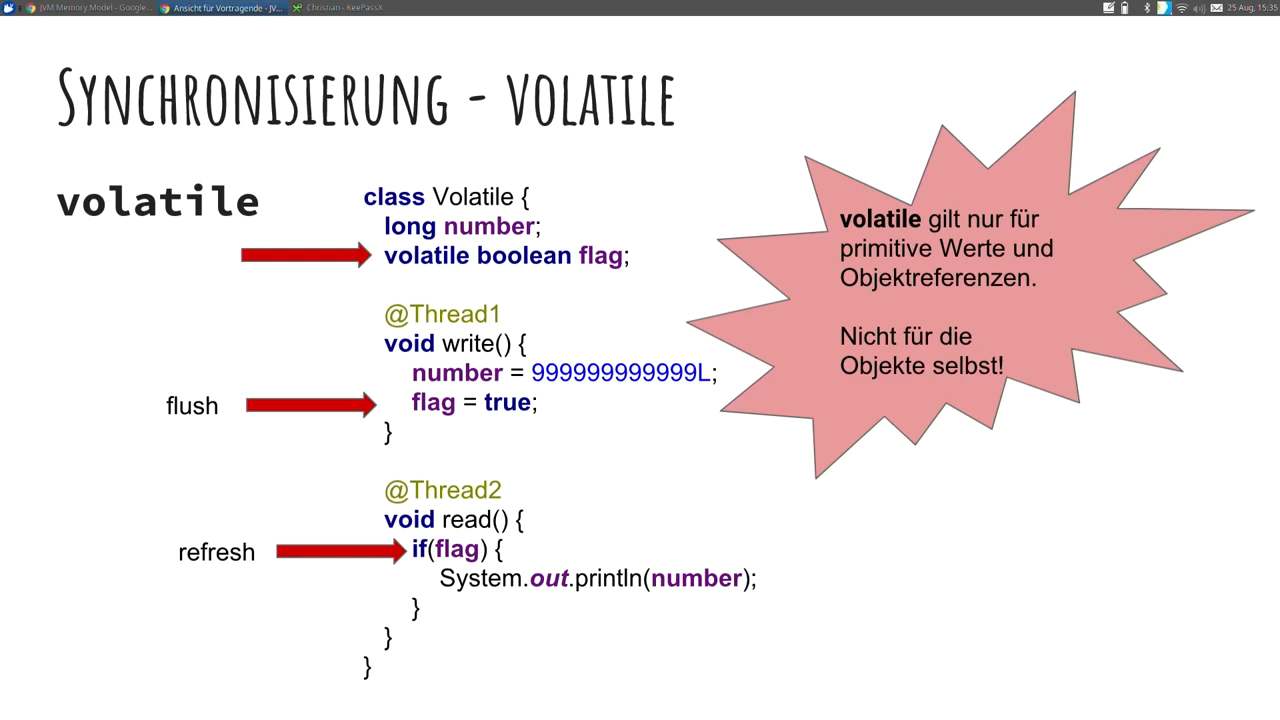 JVM Memory Model - Google...
Ansicht für Vortragende - JV...
Christian - KeePassX
25 Aug, 15:35
Synchronisierung - volatile
volatile
class Volatile {
long number;
volatile boolean flag;
@Thread1
void write() {
number = 999999999999L;
flush
flag = true;
}
@Thread2
void read() {
refresh
if(flag) {
System.out.println(number);
}
}
}
volatile gilt nur für
primitive Werte und
Objektreferenzen.
Nicht für die
Objekte selbst!